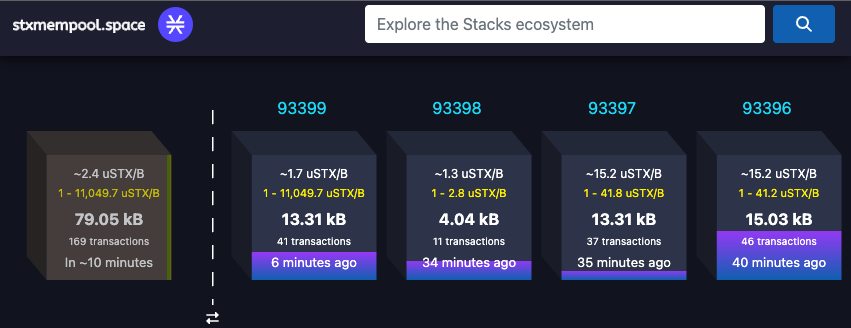 stxmempool.space
Explore the Stacks ecosystem
~2.4 uSTX/B
1 - 11,049.7 uSTX/B
79.05 kB
169 transactions
In ~10 minutes
93399
~1.7 uSTX/B
1 - 11,049.7 uSTX/B
13.31 kB
41 transactions
6 minutes ago
93398
~1.3 uSTX/B
1 - 2.8 uSTX/B
4.04 kB
11 transactions
34 minutes ago
93397
~15.2 uSTX/B
1 - 41.8 uSTX/B
13.31 kB
37 transactions
35 minutes ago
93396
~15.2 uSTX/B
1 - 41.2 uSTX/B
15.03 kB
46 transactions
40 minutes ago